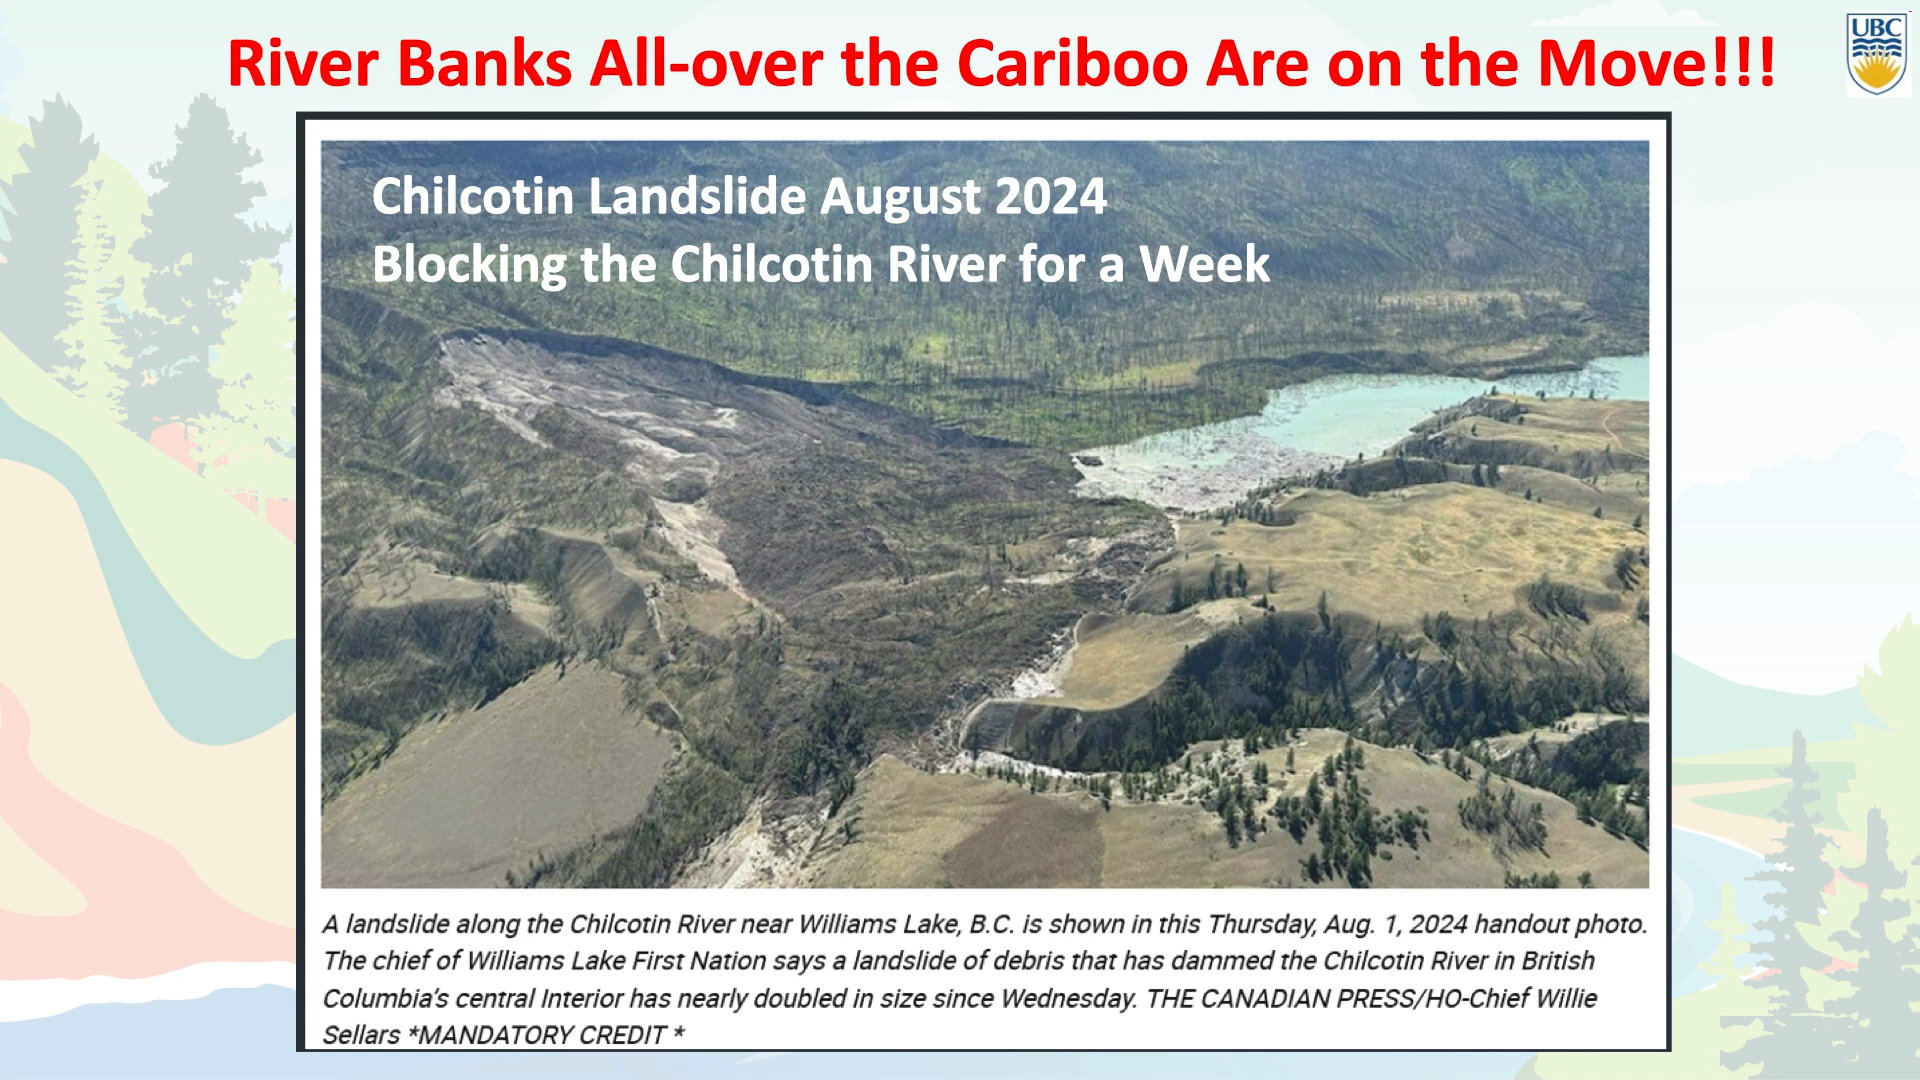 River Banks All-over the Cariboo Are on the Move!!!
UBC
Chilcotin Landslide August 2024
Blocking the Chilcotin River for a Week
A landslide along the Chilcotin River near Williams Lake, B.C. is shown in this Thursday, Aug. 1, 2024 handout photo.
The chief of Williams Lake First Nation says a landslide of debris that has dammed the Chilcotin River in British
Columbia's central Interior has nearly doubled in size since Wednesday. THE CANADIAN PRESS/HO-Chief Willie
Sellars *MANDATORY CREDIT *